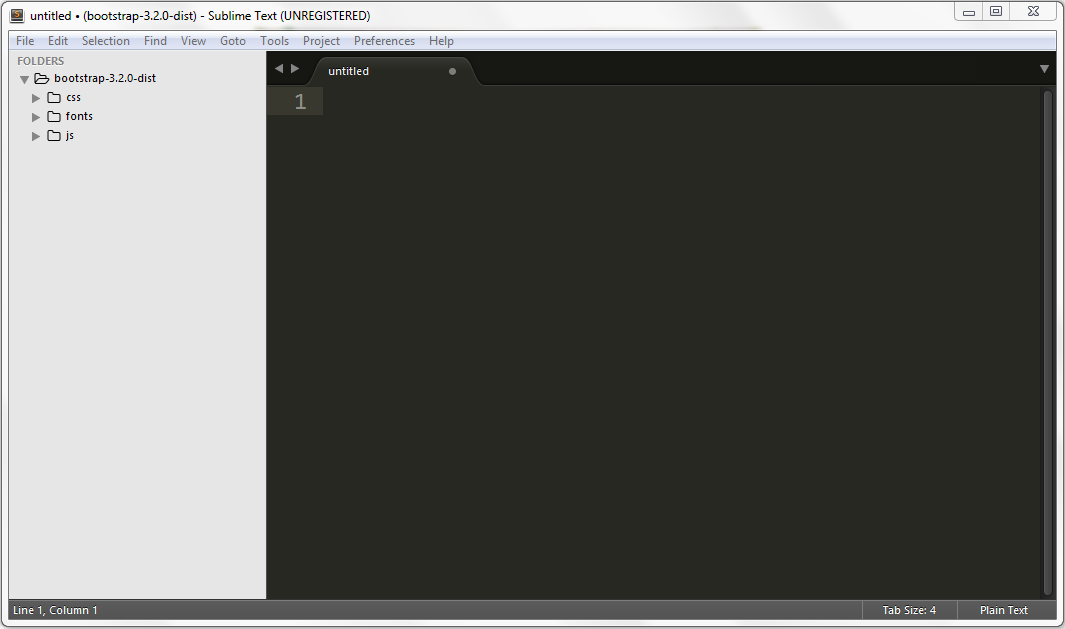 untitled • (bootstrap-3.2.0-dist) - Sublime Text (UNREGISTERED)
File Edit Selection Find View Goto Tools Project Preferences Help
FOLDERS
bootstrap-3.2.0-dist
css
fonts
js
untitled
1
Line 1, Column 1
Tab Size: 4
Plain Text